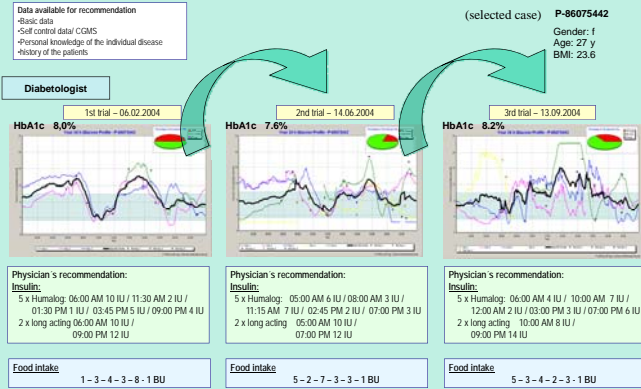 Data available for recommendation
•Basic data
•Self control data/ CGMS
•Personal knowledge of the individual disease
•history of the patients
(selected case) P-86075442
Gender: f
Age: 27 y
BMI: 23.6
Diabetologist
1st trial – 06.02.2004
HbA1c 8,0%
2nd trial – 14.06.2004
HbA1c 7.6%
3rd trial – 13.09.2004
HbA1c 8.2%
Physician´s recommendation:
Insulin:
5 x Humalog: 06:00 AM 10 IU / 11:30 AM 2 IU /
01:30 PM 1 IU / 03:45 PM 5 IU / 09:00 PM 4 IU
2 x long acting 06:00 AM 10 IU /
09:00 PM 12 IU
Physician´s recommendation:
Insulin:
5 x Humalog: 05:00 AM 6 IU / 08:00 AM 3 IU /
11:15 AM 7 IU / 02:45 PM 2 IU / 07:00 PM 3 IU
2 x long acting 05:00 AM 10 IU /
07:00 PM 12 IU
Physician´s recommendation:
Insulin:
5 x Humalog: 06:00 AM 4 IU / 10:00 AM 7 IU /
12:00 AM 2 IU / 03:00 PM 3 IU / 07:00 PM 6 IU
2 x long acting 10:00 AM 8 IU /
09:00 PM 14 IU
Food intake
1 – 3 – 4 – 3 – 8 - 1 BU
Food intake
5 – 2 – 7 – 3 – 3 – 1 BU
Food intake
5 – 3 – 4 – 2 – 3 - 1 BU